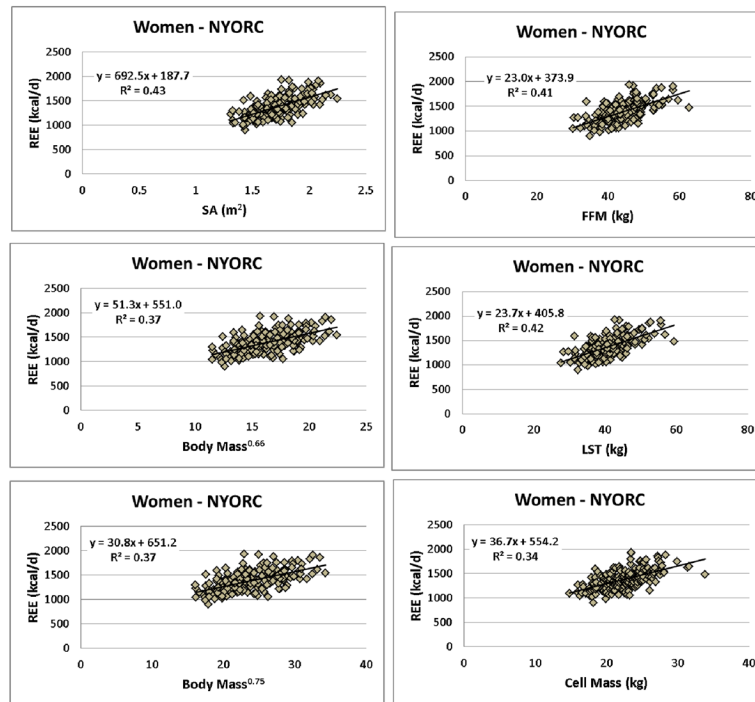 Women - NYORC
2500
2000
1500
1000
500
0
y = 692.5x + 187.7
R² = 0.43
REE (kcal/d)
0 0.5 1 1.5 2 2.5
SA (m²)
Women - NYORC
2500
2000
1500
1000
500
0
y = 23.0x + 373.9
R² = 0.41
REE (kcal/d)
0 20 40 60 80
FFM (kg)
Women - NYORC
2500
2000
1500
1000
500
0
y = 51.3x + 551.0
R² = 0.37
REE (kcal/d)
0 5 10 15 20 25
Body Mass⁰·⁶⁶
Women - NYORC
2500
2000
1500
1000
500
0
y = 23.7x + 405.8
R² = 0.42
REE (kcal/d)
0 20 40 60 80
LST (kg)
Women - NYORC
2500
2000
1500
1000
500
0
y = 30.8x + 651.2
R² = 0.37
REE (kcal/d)
0 10 20 30 40
Body Mass⁰·⁷⁵
Women - NYORC
2500
2000
1500
1000
500
0
y = 36.7x + 554.2
R² = 0.34
REE (kcal/d)
0 10 20 30 40
Cell Mass (kg)